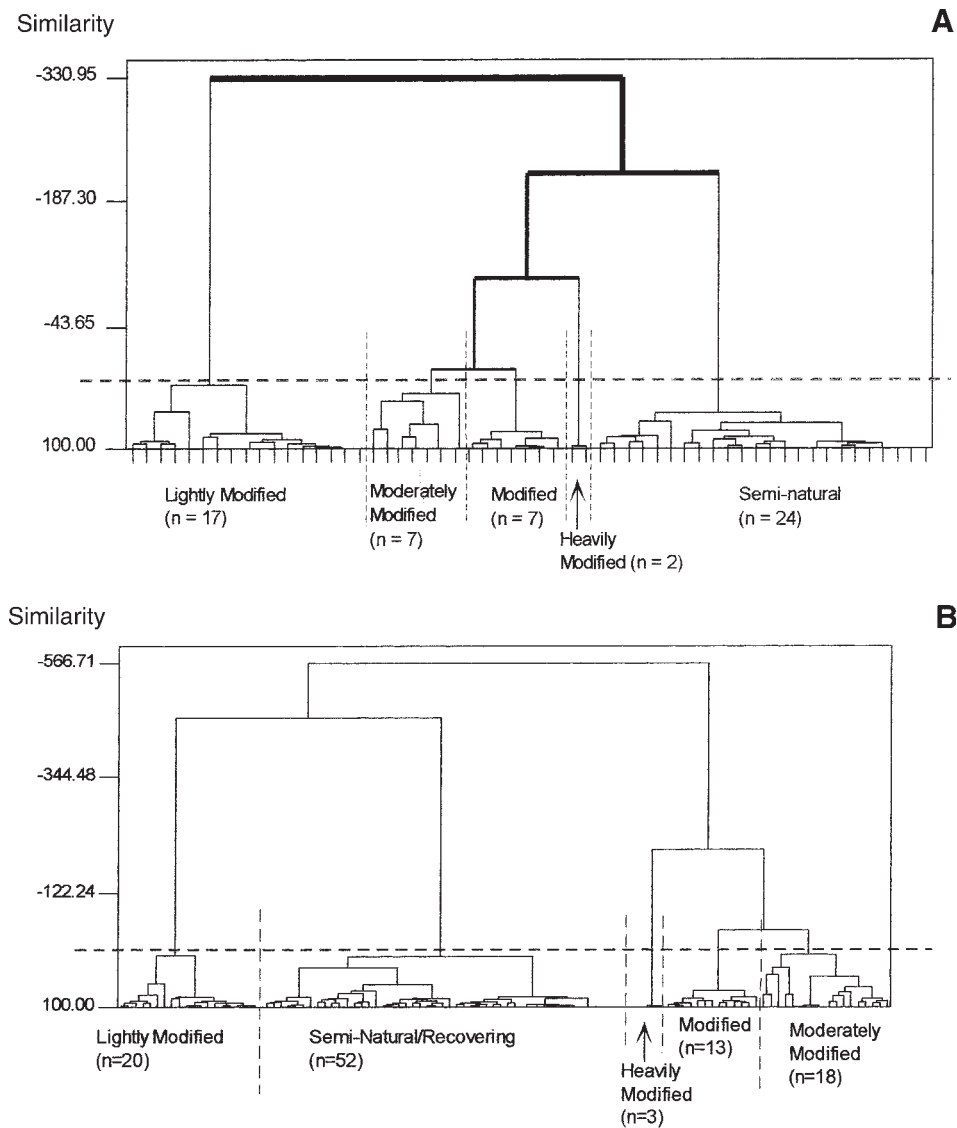 Similarity
A
-330.95
-187.30
-43.65
100.00
Lightly Modified
(n = 17)
Moderately
Modified
(n = 7)
Modified
(n = 7)
Heavily
Modified (n = 2)
Semi-natural
(n = 24)
Similarity
B
-566.71
-344.48
-122.24
100.00
Lightly Modified
(n=20)
Semi-Natural/Recovering
(n=52)
Heavily
Modified
(n=3)
Modified
(n=13)
Moderately
Modified
(n=18)